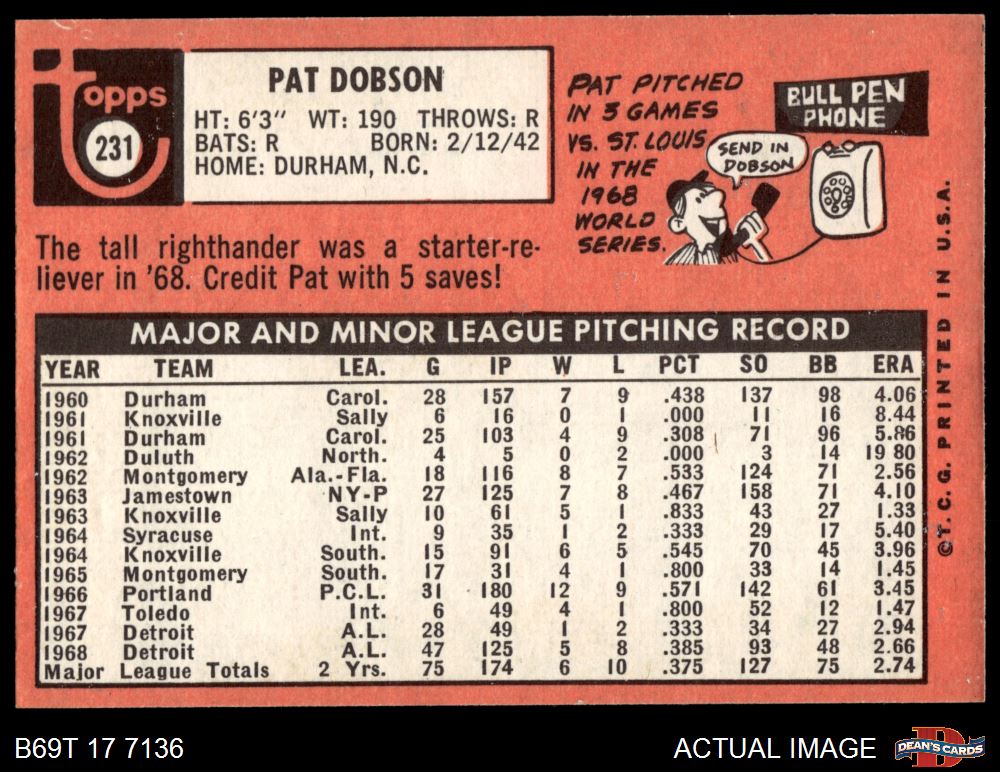 topps
231
PAT DOBSON
HT: 6'3" WT: 190 THROWS: R
BATS: R BORN: 2/12/42
HOME: DURHAM, N.C.
PAT PITCHED
IN 3 GAMES
VS. ST. LOUIS
IN THE
1968
WORLD
SERIES.
BULL PEN
PHONE
SEND IN
DOBSON
The tall righthander was a starter-re-
liever in '68. Credit Pat with 5 saves!
MAJOR AND MINOR LEAGUE PITCHING RECORD
YEAR TEAM LEA. G IP W L PCT SO BB ERA
1960 Durham Carol. 28 157 7 9 .438 137 98 4.06
1961 Knoxville Sally 6 16 0 1 .000 11 16 8.44
1961 Durham Carol. 25 103 4 9 .308 71 96 5.86
1962 Duluth North. 4 5 0 2 .000 3 14 19 80
1962 Montgomery Ala.-Fla. 18 116 8 7 .533 124 71 2.56
1963 Jamestown NY-P 27 125 7 8 .467 158 71 4.10
1963 Knoxville Sally 10 61 5 1 .833 43 27 1.33
1964 Syracuse Int. 9 35 1 2 .333 29 17 5.40
1964 Knoxville South. 15 91 6 5 .545 70 45 3.96
1965 Montgomery South. 17 31 4 1 .800 33 14 1.45
1966 Portland P.C.L. 31 180 12 9 .571 142 61 3.45
1967 Toledo Int. 6 49 4 1 .800 52 12 1.47
1967 Detroit A.L. 28 49 1 2 .333 34 27 2.94
1968 Detroit A.L. 47 125 5 8 .385 93 48 2.66
Major League Totals 2 Yrs. 75 174 6 10 .375 127 75 2.74
©T. C. G. PRINTED IN U.S.A.
B69T 17 7136
ACTUAL IMAGE
D
DEAN'S CARDS